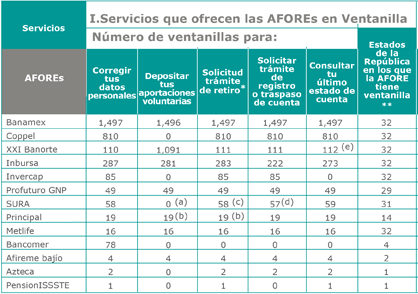 Servicios
I.Servicios que ofrecen las AFOREs en Ventanilla
Número de ventanillas para:
Estados de la República en los que la AFORE tiene ventanilla **
AFOREs
Corregir tus datos personales
Depositar tus aportaciones voluntarias
Solicitud trámite de retiro*
Solicitar trámite de registro o traspaso de cuenta
Consultar tu último estado de cuenta
Banamex 1,497 1,496 1,497 1,497 1,497 32
Coppel 810 0 810 810 810 32
XXI Banorte 110 1,091 111 111 112 (e) 32
Inbursa 287 281 283 222 273 32
Invercap 85 0 85 85 0 32
Profuturo GNP 49 49 49 49 49 29
SURA 58 0 (a) 58 (c) 57 (d) 59 31
Principal 19 19 (b) 19 (b) 19 19 14
Metlife 16 16 16 16 16 32
Bancomer 78 0 0 0 0 4
Afireme bajío 4 4 4 4 4 2
Azteca 2 0 2 2 2 1
PensionISSSTE 1 0 1 0 1 1